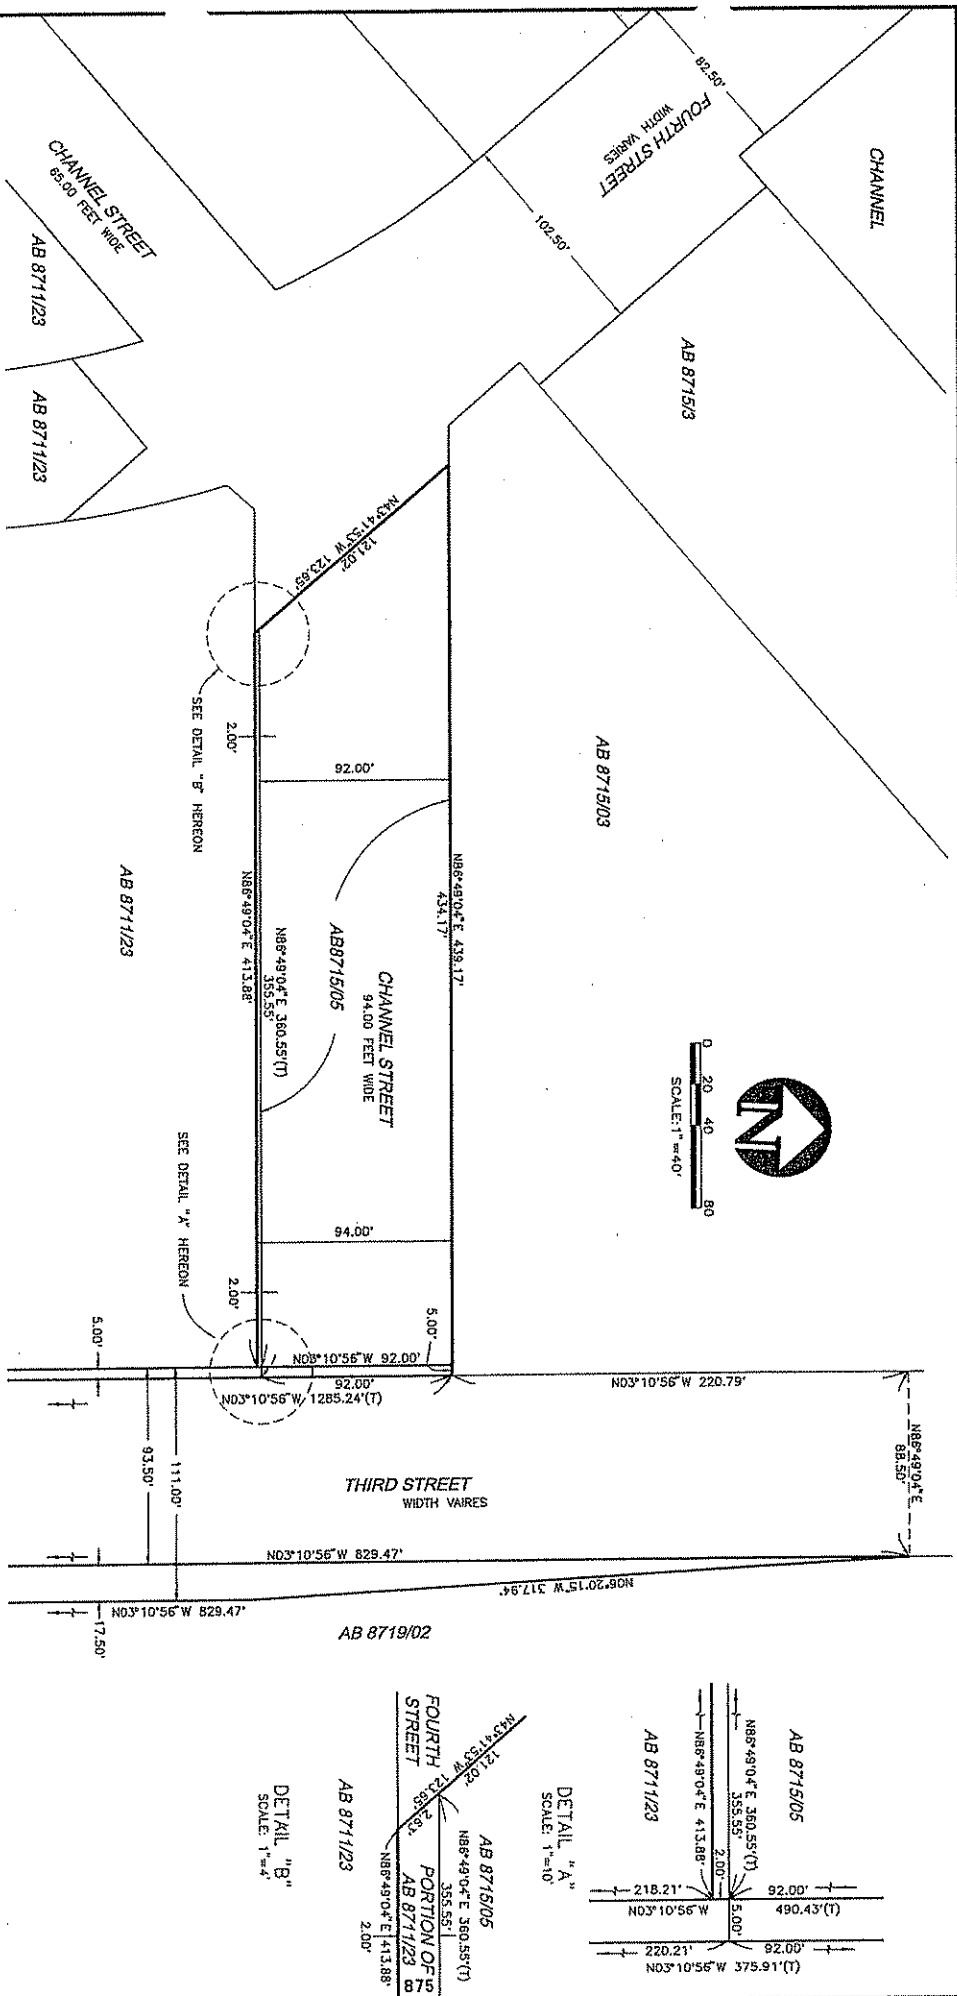 82.50'
FOURTH STREET
WIDTH VARIES
CHANNEL
102.50'
CHANNEL STREET
65.00 FEET WIDE
AB 8711/23
AB 8711/23
AB 8715/3
N43°41'53"W 123.65'
121.02'
SEE DETAIL "B" HEREON
2.00'
92.00'
AB 8715/03
N86°49'04"E 439.17'
434.17'
AB 8711/23
N86°49'04"E 413.88'
N86°49'04"E 360.55'(T)
355.55'
AB8715/05
CHANNEL STREET
94.00 FEET WIDE
N
0 20 40 80
SCALE: 1"=40'
SEE DETAIL "A" HEREON
94.00'
2.00'
5.00'
5.00'
N03°10'56"W 92.00'
92.00'
N03°10'56"W 1285.24'(T)
N03°10'56"W 220.79'
N86°49'04"E
88.50'
93.50'
111.00'
THIRD STREET
WIDTH VAIRES
N03°10'56"W 829.47'
N06°20'15"W 317.94'
N03°10'56"W 829.47'
17.50'
AB 8719/02
AB 8715/05
N86°49'04"E 360.55'(T)
355.55'
N86°49'04"E 413.88'
2.00'
AB 8711/23
218.21'
N03°10'56"W
92.00'
490.43'(T)
5.00'
220.21'
92.00'
N03°10'56"W 375.91'(T)
DETAIL "A"
SCALE: 1"=10'
FOURTH
STREET
N43°41'53"W 123.65'
121.02'
2.63'
AB 8715/05
N86°49'04"E 360.55'(T)
355.55'
PORTION OF
AB 8711/23
875
N86°49'04"E 413.88'
2.00'
AB 8711/23
DETAIL "B"
SCALE: 1"=4'